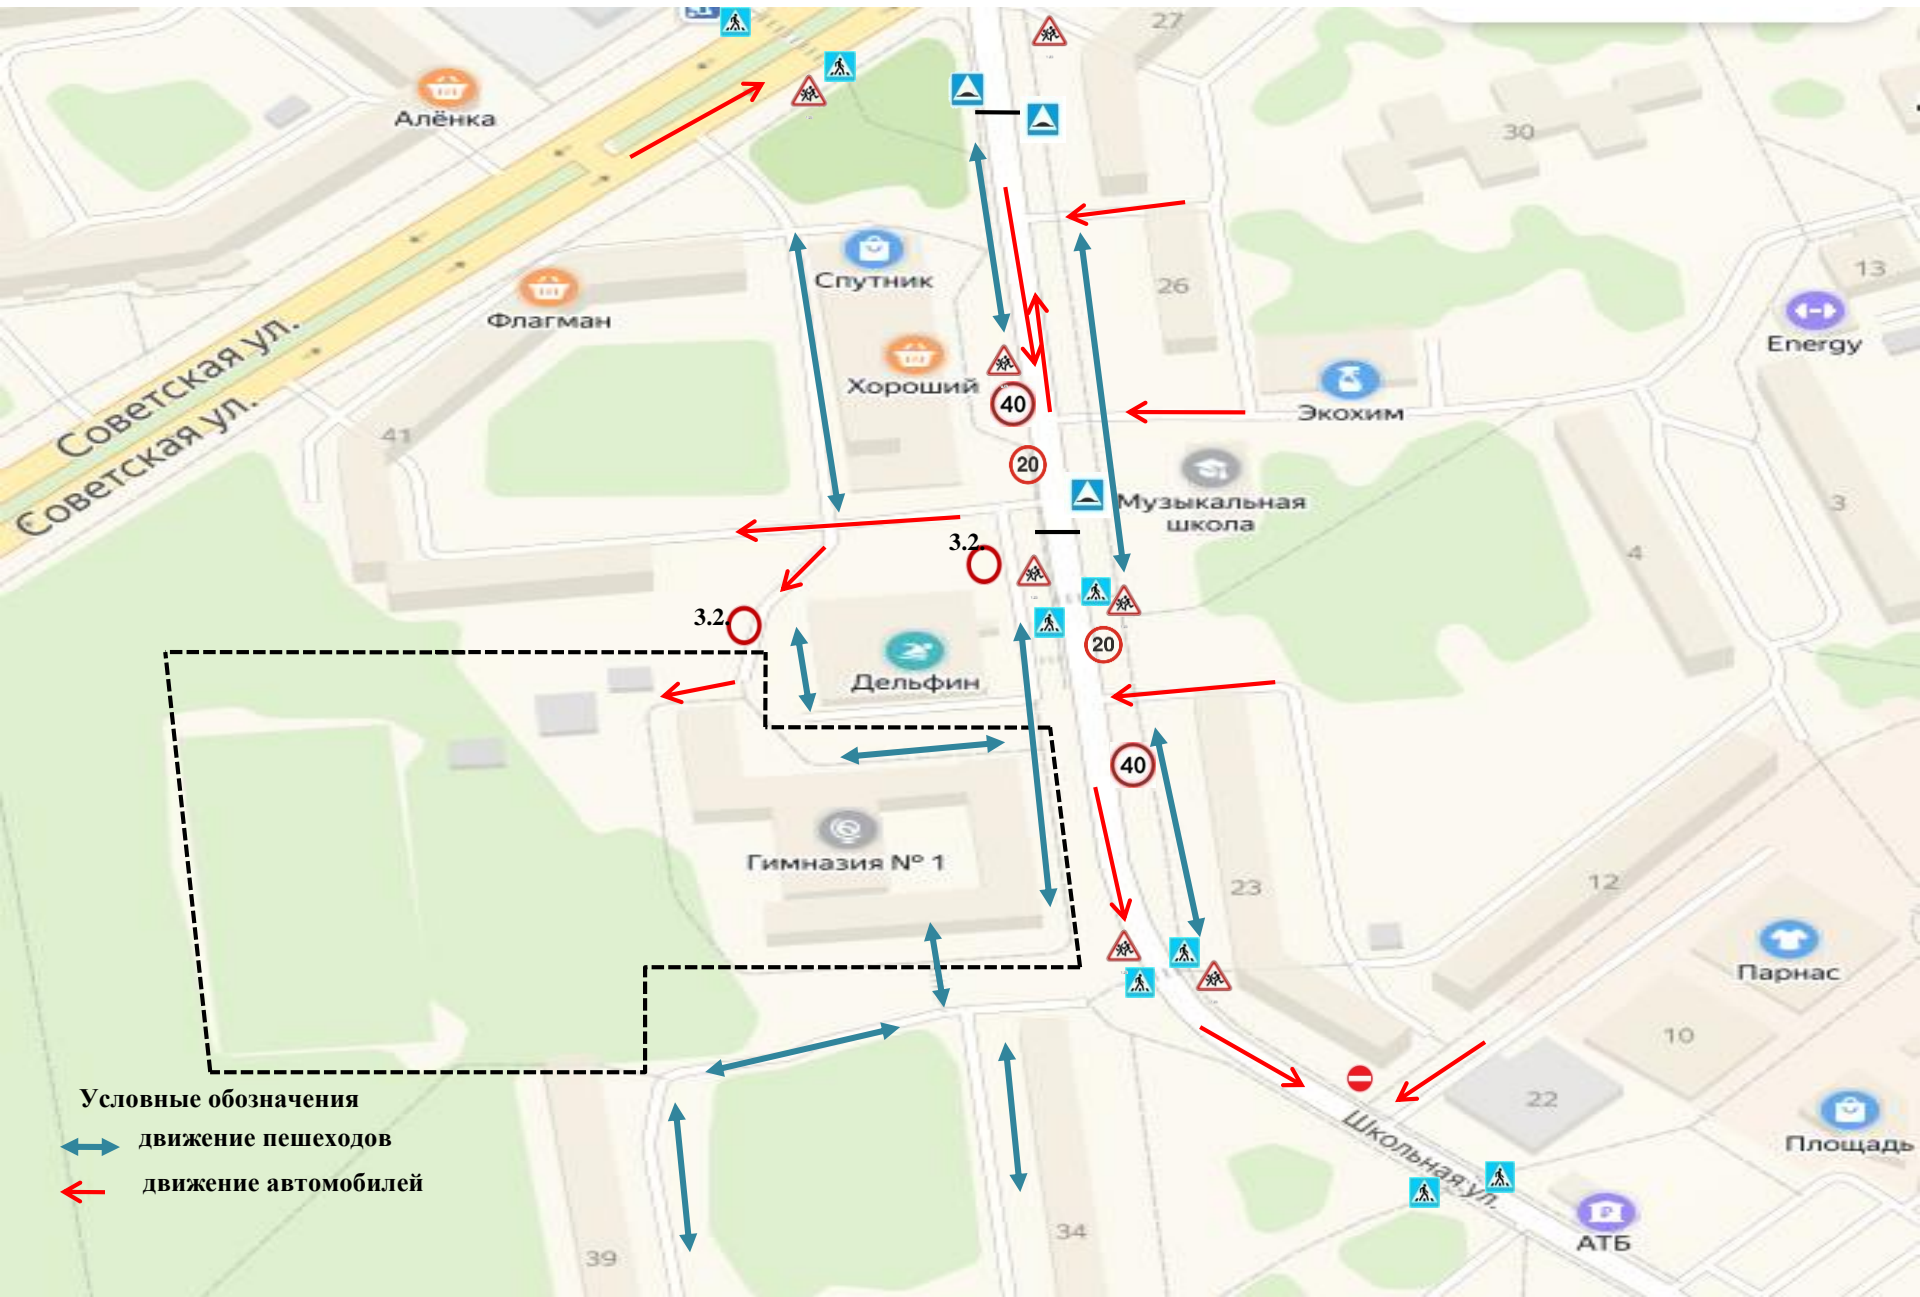 27
Алёнка
30
Спутник
26
13
Флагман
Energy
Советская ул.
Советская ул.
Хороший
40
Экохим
41
20
Музыкальная
школа
3
3.2.
4
3.2.
20
Дельфин
40
Гимназия № 1
23
12
Парнас
10
22
Условные обозначения
движение пешеходов
движение автомобилей
Школьная ул.
Площадь
34
39
АТБ